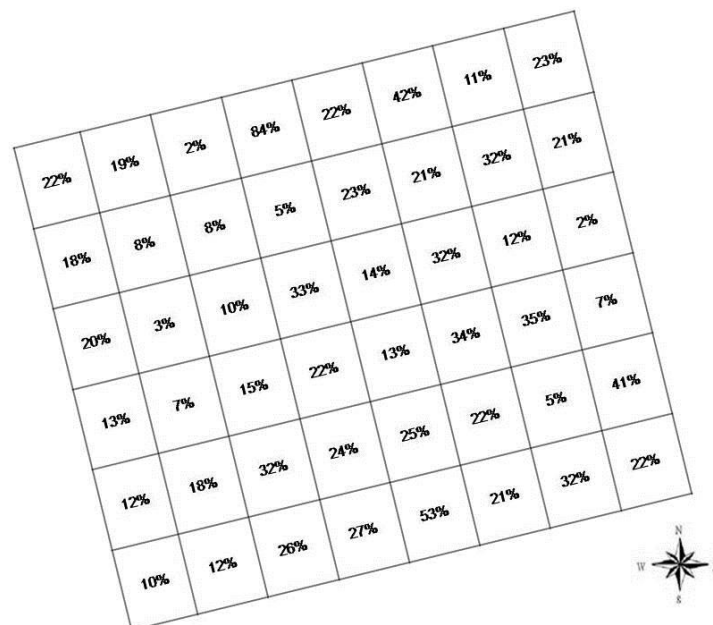 22% 19% 2% 84% 22% 42% 11% 23%
18% 8% 8% 5% 23% 21% 32% 21%
20% 3% 10% 33% 14% 32% 12% 2%
13% 7% 15% 22% 13% 34% 35% 7%
12% 18% 32% 24% 25% 22% 5% 41%
10% 12% 26% 27% 53% 21% 32% 22%
N
W
S